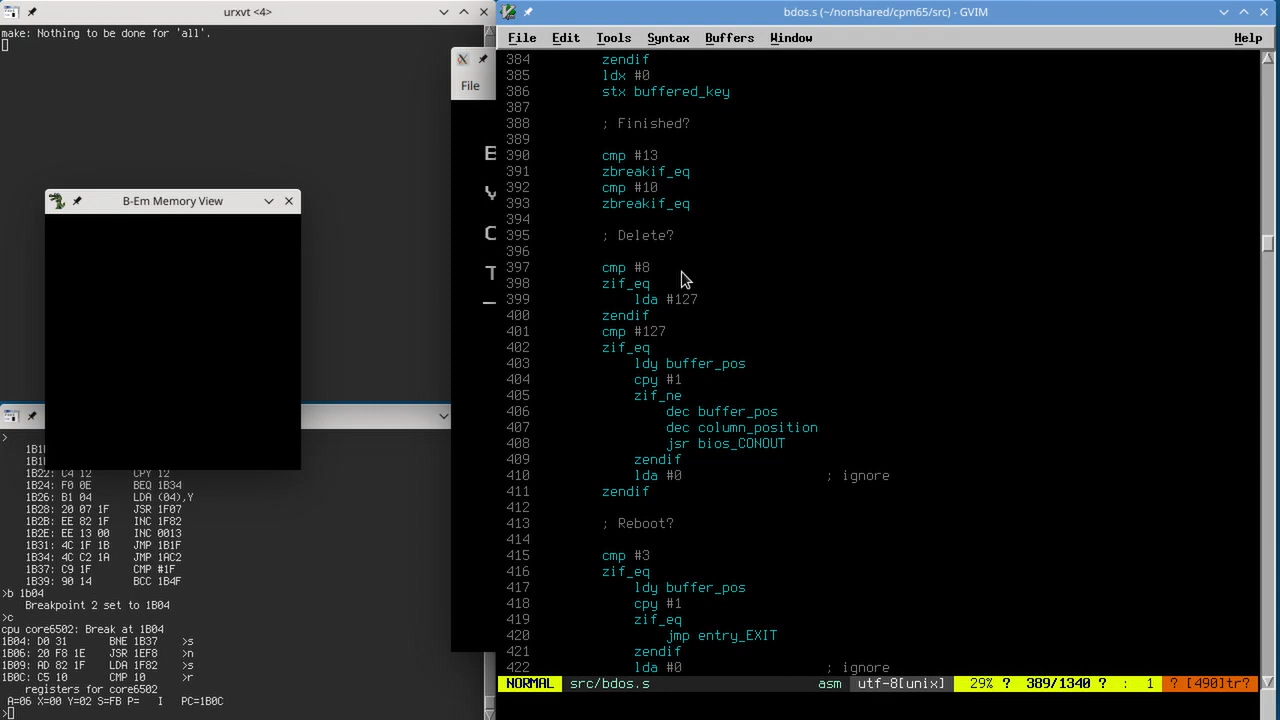 urxvt <4>
make: Nothing to be done for 'all'.
B-Em Memory View
>
1B1
1B1
1B22: C4 12 CPY 12
1B24: F0 0E BEQ 1B34
1B26: B1 04 LDA (04),Y
1B28: 20 07 1F JSR 1F07
1B2B: EE 82 1F INC 1F82
1B2E: EE 13 00 INC 0013
1B31: 4C 1F 1B JMP 1B1F
1B34: 4C C2 1A JMP 1AC2
1B37: C9 1F CMP #1F
1B39: 90 14 BCC 1B4F
>b 1b04
Breakpoint 2 set to 1B04
>c
cpu core6502: Break at 1B04
1B04: D0 31 BNE 1B37 >s
1B06: 20 F8 1E JSR 1EF8 >n
1B09: AD 82 1F LDA 1F82 >s
1B0C: C5 10 CMP 10 >r
registers for core6502
A=06 X=00 Y=02 S=FB P= I PC=1B0C
>
File
B
Y
C
T
_
bdos.s (~/nonshared/cpm65/src) - GVIM
File Edit Tools Syntax Buffers Window Help
384 zendif
385 ldx #0
386 stx buffered_key
387
388 ; Finished?
389
390 cmp #13
391 zbreakif_eq
392 cmp #10
393 zbreakif_eq
394
395 ; Delete?
396
397 cmp #8
398 zif_eq
399 lda #127
400 zendif
401 cmp #127
402 zif_eq
403 ldy buffer_pos
404 cpy #1
405 zif_ne
406 dec buffer_pos
407 dec column_position
408 jsr bios_CONOUT
409 zendif
410 lda #0 ; ignore
411 zendif
412
413 ; Reboot?
414
415 cmp #3
416 zif_eq
417 ldy buffer_pos
418 cpy #1
419 zif_eq
420 jmp entry_EXIT
421 zendif
422 lda #0 ; ignore
NORMAL src/bdos.s asm utf-8[unix] 29% ? 389/1340 ? : 1 ? [490]tr?